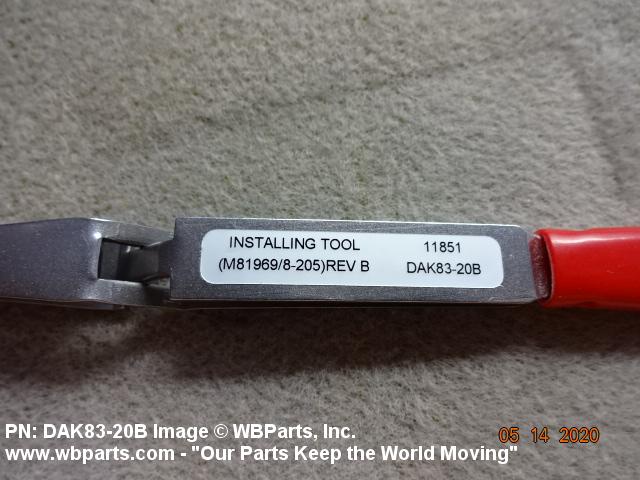 INSTALLING TOOL 11851
(M81969/8-205)REV B DAK83-20B
PN: DAK83-20B Image © WBParts, Inc.
05 14 2020
www.wbparts.com - "Our Parts Keep the World Moving"